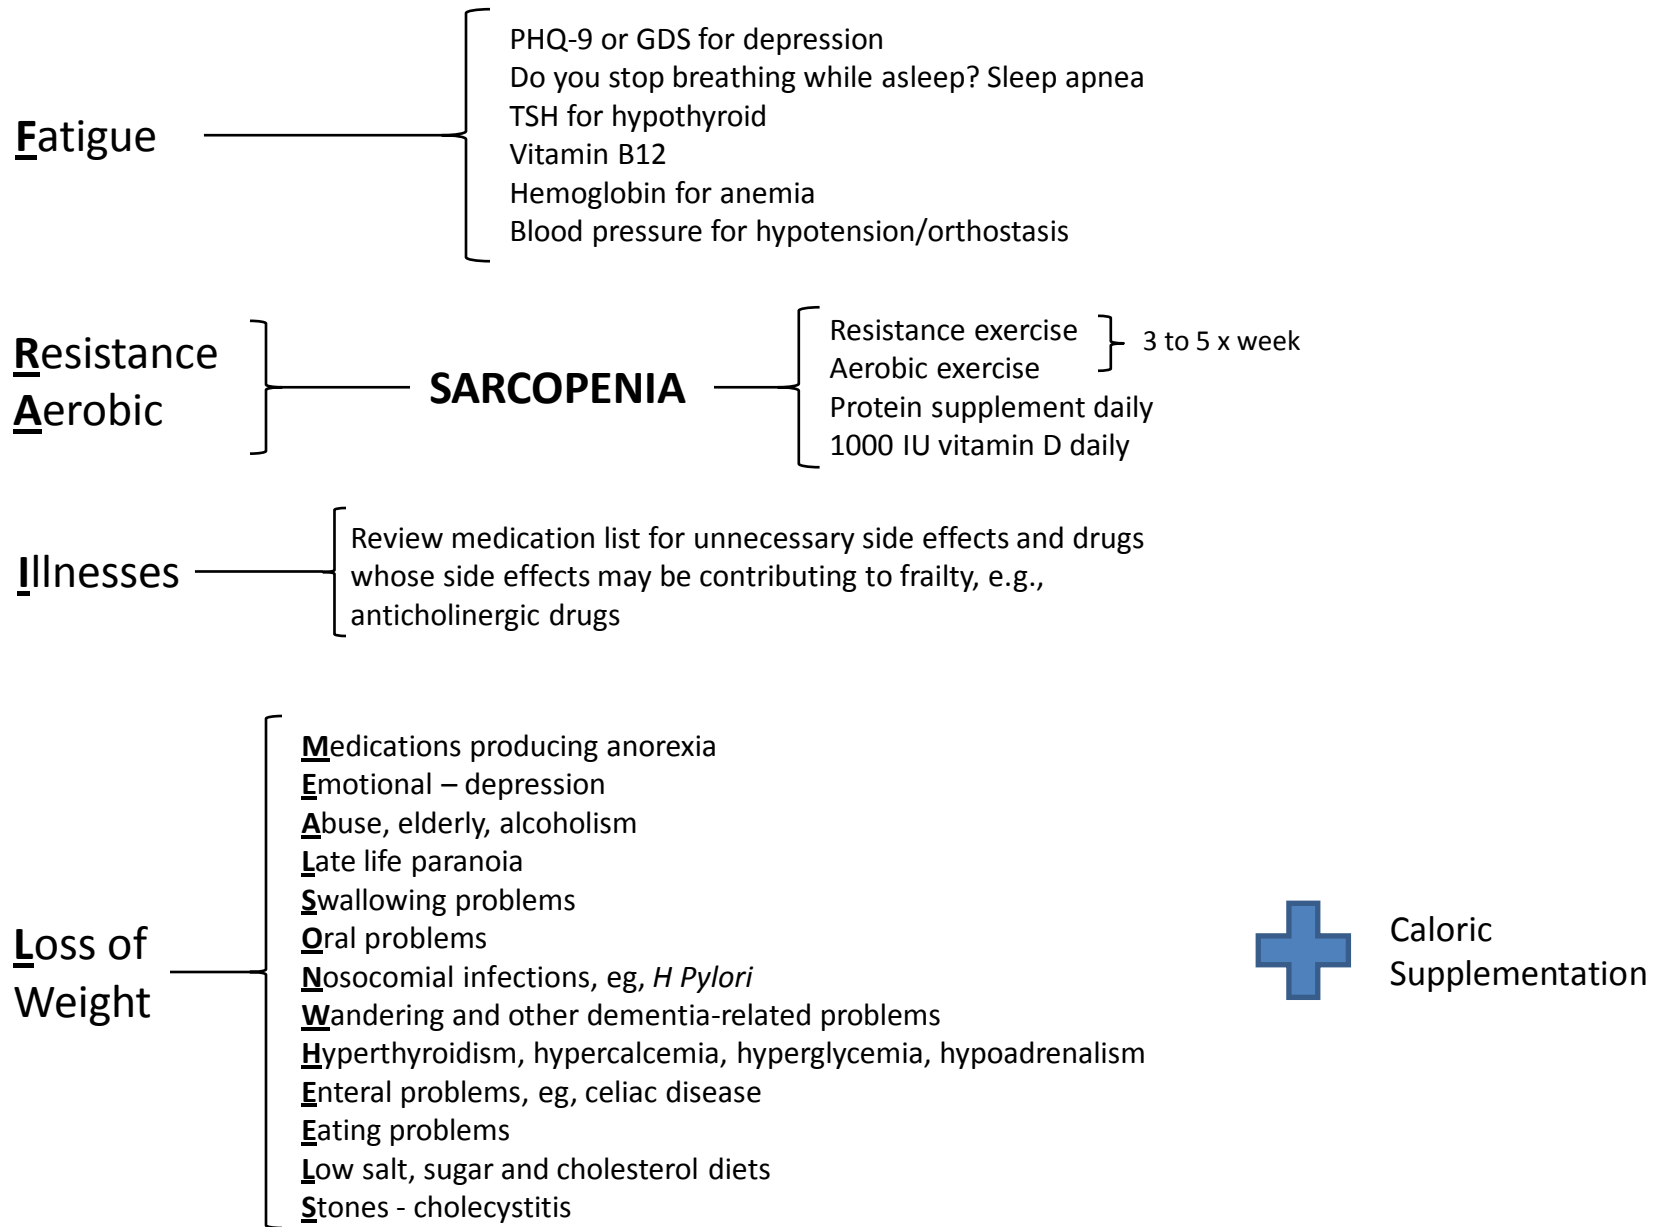 Fatigue
PHQ-9 or GDS for depression
Do you stop breathing while asleep? Sleep apnea
TSH for hypothyroid
Vitamin B12
Hemoglobin for anemia
Blood pressure for hypotension/orthostasis
Resistance
Aerobic
SARCOPENIA
Resistance exercise
Aerobic exercise
3 to 5 x week
Protein supplement daily
1000 IU vitamin D daily
Illnesses
Review medication list for unnecessary side effects and drugs
whose side effects may be contributing to frailty, e.g.,
anticholinergic drugs
Loss of
Weight
Medications producing anorexia
Emotional – depression
Abuse, elderly, alcoholism
Late life paranoia
Swallowing problems
Oral problems
Nosocomial infections, eg, H Pylori
Wandering and other dementia-related problems
Hyperthyroidism, hypercalcemia, hyperglycemia, hypoadrenalism
Enteral problems, eg, celiac disease
Eating problems
Low salt, sugar and cholesterol diets
Stones - cholecystitis
Caloric
Supplementation